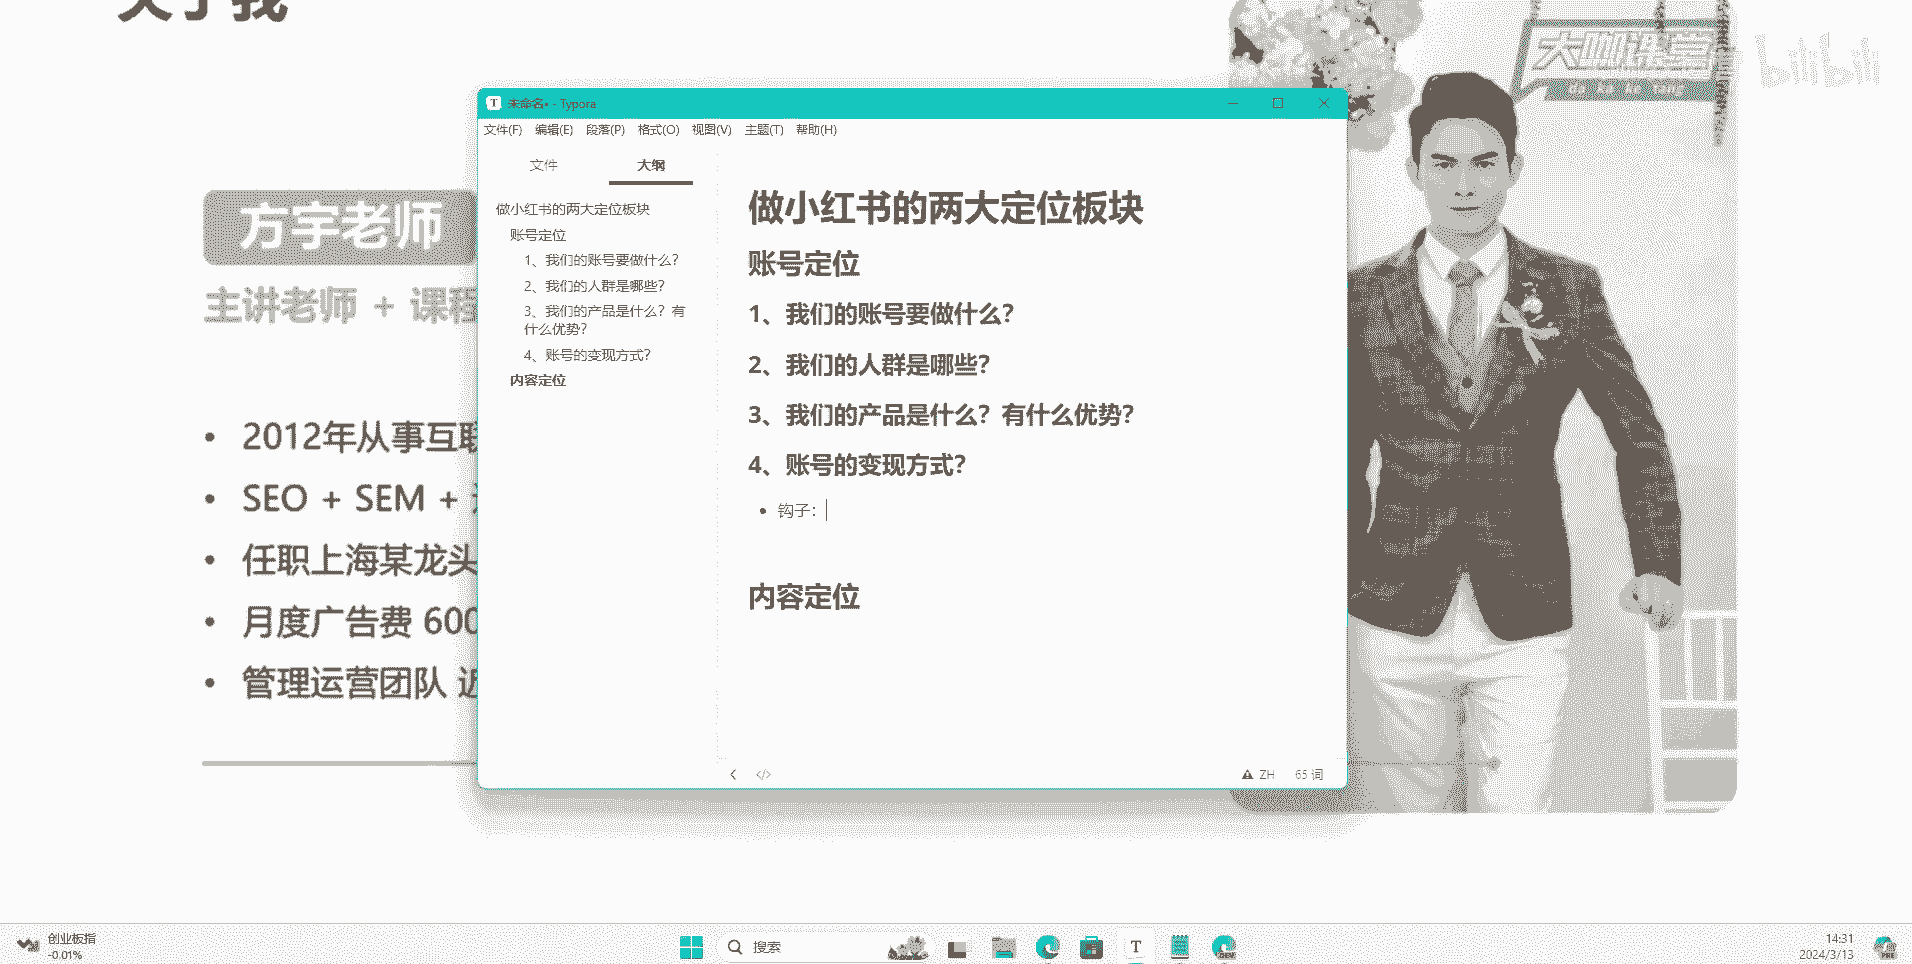 关于我
大咖课堂
da ka ke tang
bilibili
方宇老师
主讲老师 + 课程
2012年从事互联
SEO + SEM +
任职上海某龙头
月度广告费 600
管理运营团队 近
未命名• - Typora
文件(F) 编辑(E) 段落(P) 格式(O) 视图(V) 主题(T) 帮助(H)
文件 大纲
做小红书的两大定位板块
账号定位
1、我们的账号要做什么？
2、我们的人群是哪些？
3、我们的产品是什么？有
什么优势？
4、账号的变现方式？
内容定位
做小红书的两大定位板块
账号定位
1、我们的账号要做什么？
2、我们的人群是哪些？
3、我们的产品是什么？有什么优势？
4、账号的变现方式？
钩子：
内容定位
ZH 65 词
创业板指
-0.01%
搜索
14:31
2024/3/13